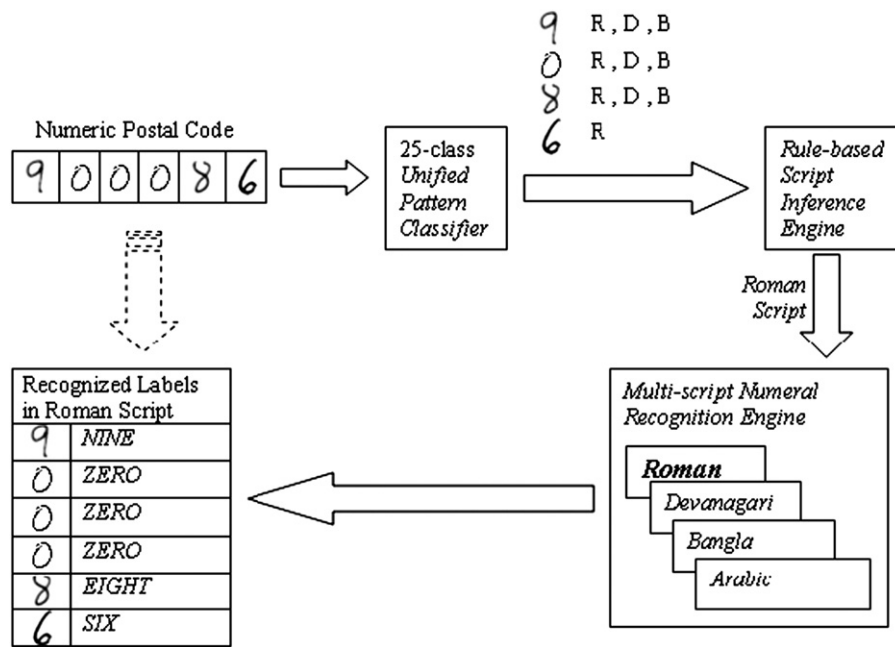 Numeric Postal Code
9 0 0 0 8 6
25-class
Unified
Pattern
Classifier
9 R , D , B
0 R , D , B
8 R , D , B
6 R
Rule-based
Script
Inference
Engine
Roman
Script
Multi-script Numeral
Recognition Engine
Roman
Devanagari
Bangla
Arabic
Recognized Labels
in Roman Script
9 NINE
0 ZERO
0 ZERO
0 ZERO
8 EIGHT
6 SIX